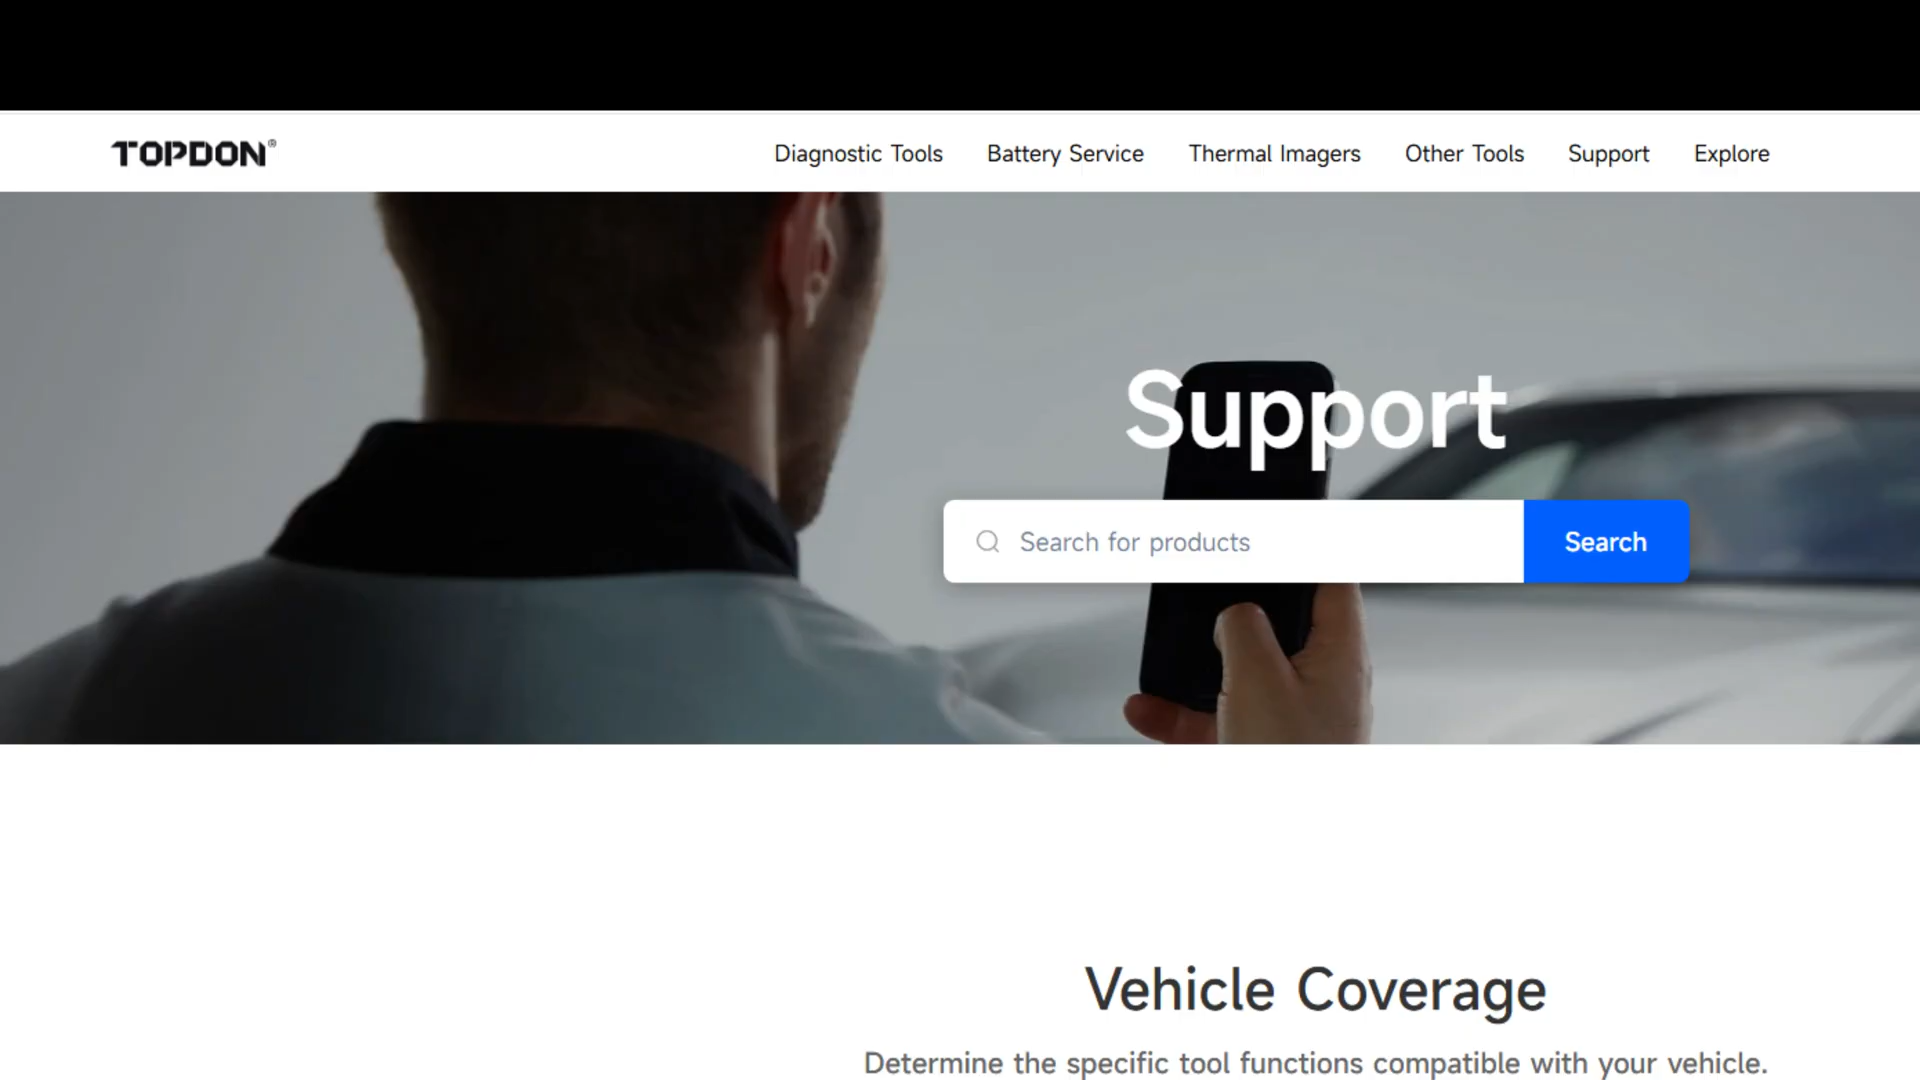 TOPDON®
Diagnostic Tools
Battery Service
Thermal Imagers
Other Tools
Support
Explore
Support
Search for products
Search
Vehicle Coverage
Determine the specific tool functions compatible with your vehicle.